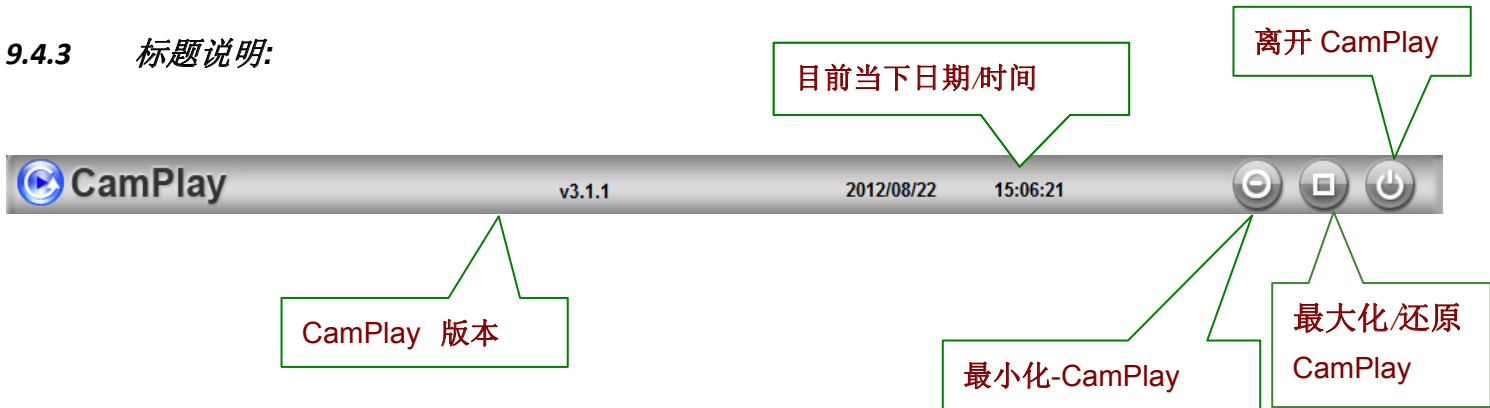 9.4.3 标题说明:
离开 CamPlay
目前当下日期/时间
CamPlay v3.1.1 2012/08/22 15:06:21
CamPlay 版本
最小化-CamPlay
最大化/还原
CamPlay